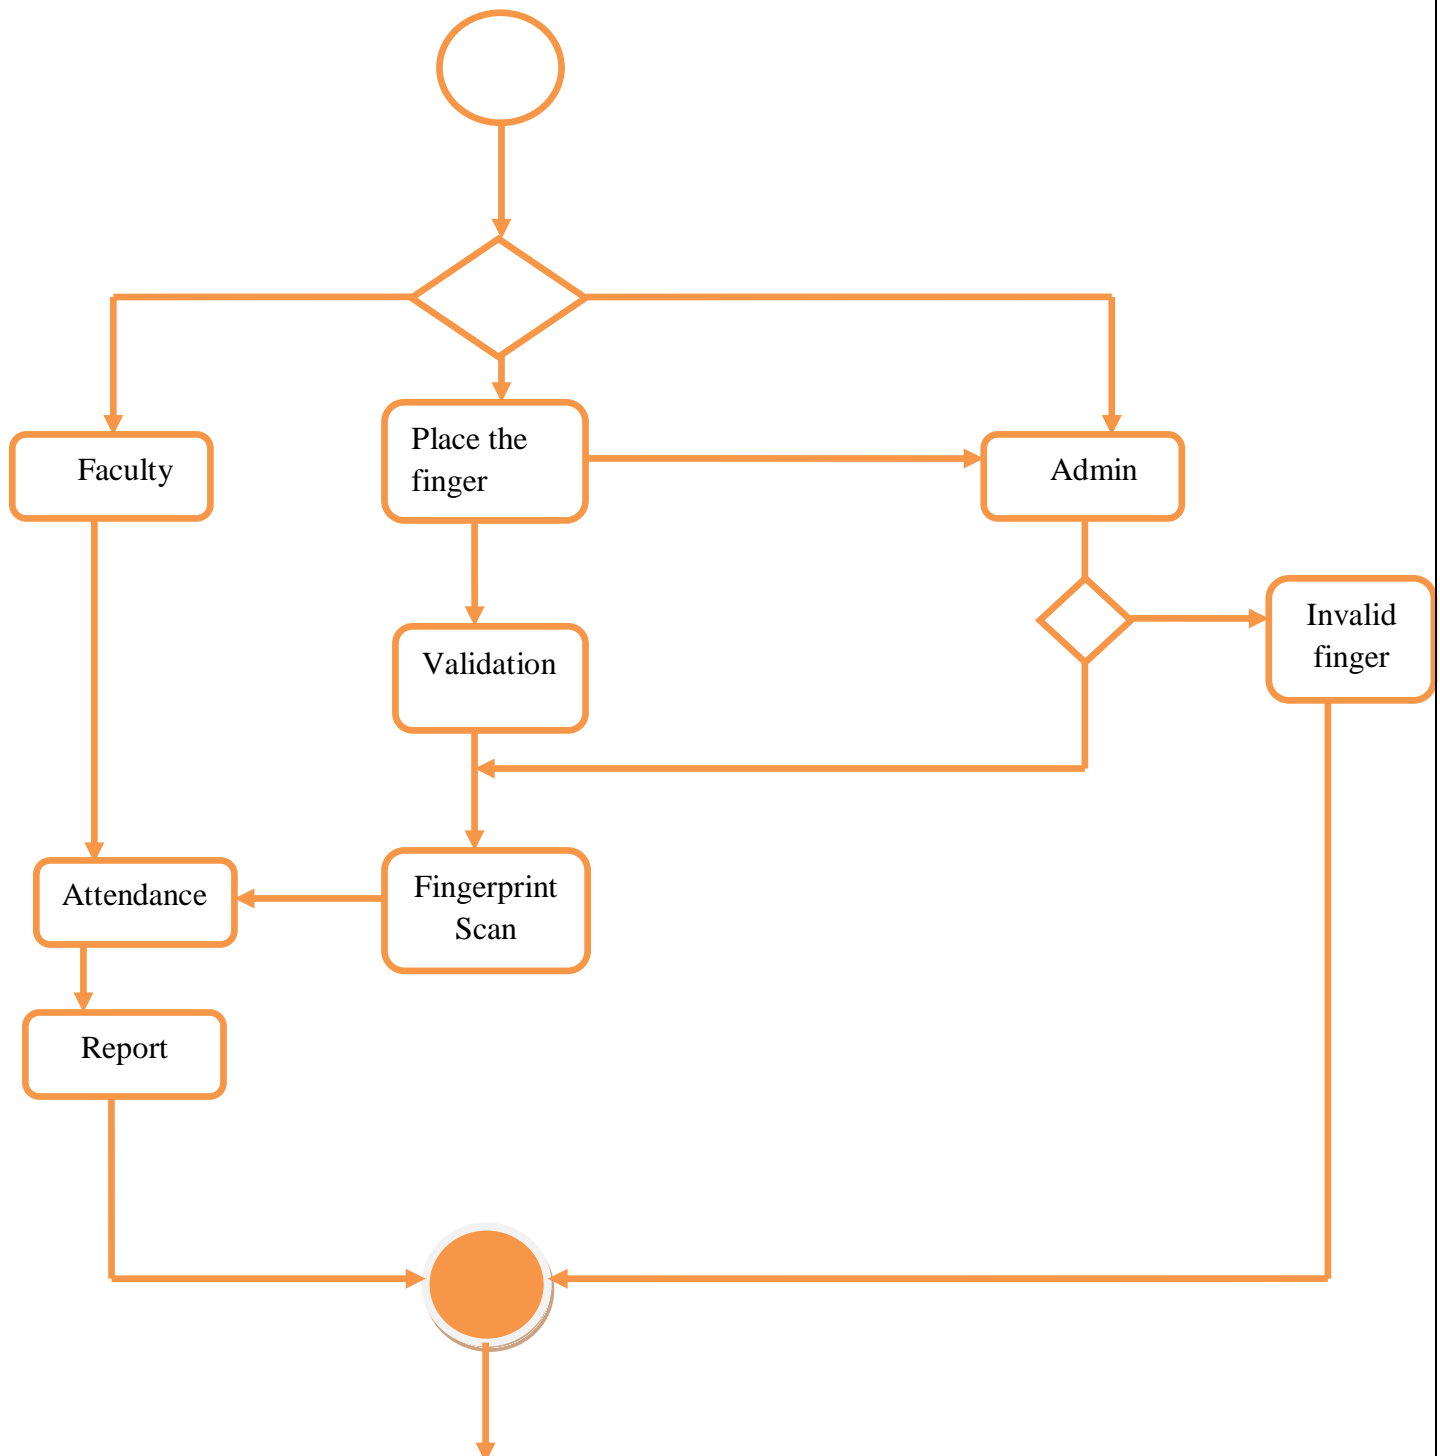 Faculty
Place the
finger
Admin
Invalid
finger
Validation
Attendance
Fingerprint
Scan
Report